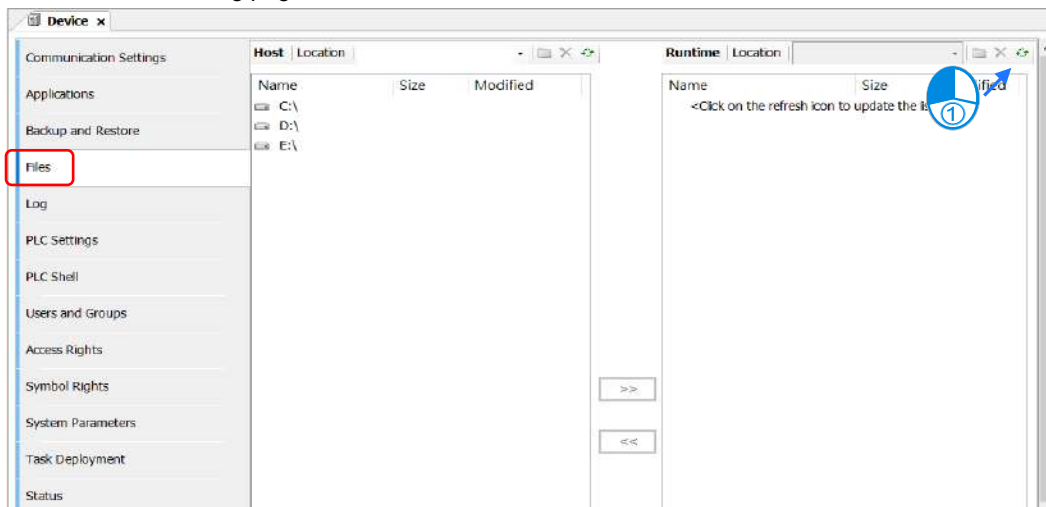 Device
Communication Settings
Applications
Backup and Restore
Files
Log
PLC Settings
PLC Shell
Users and Groups
Access Rights
Symbol Rights
System Parameters
Task Deployment
Status
Host Location
Name Size Modified
C:\
D:\
E:\
>>
<<
Runtime Location
Name Size
<Click on the refresh icon to update the
1